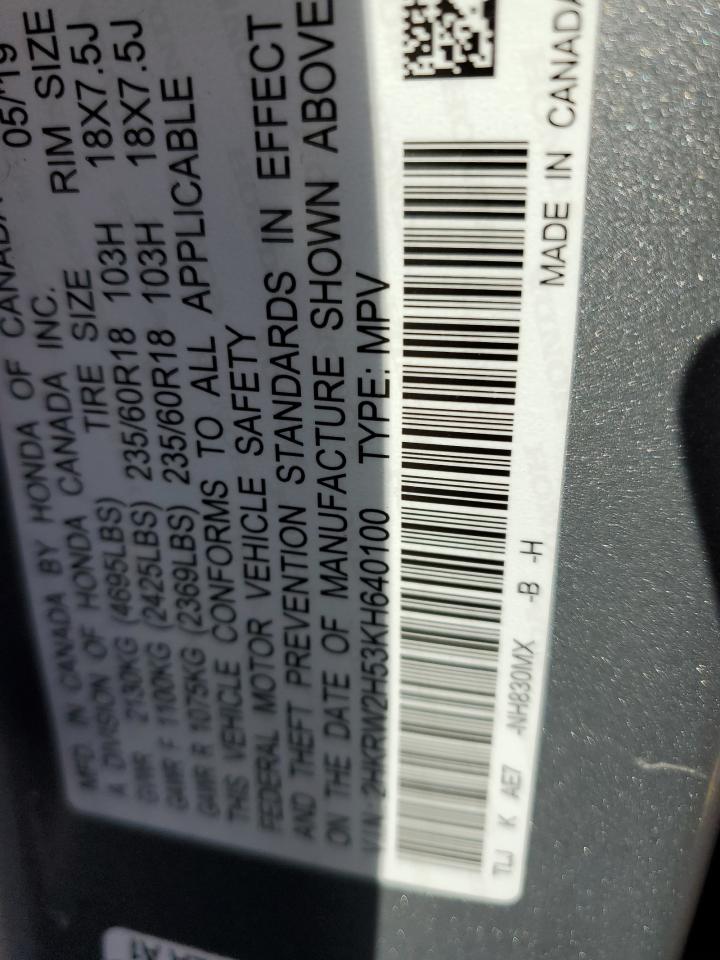 MFD. IN CANADA BY HONDA OF CANADA 05/19
A DIVISION OF HONDA CANADA INC.
TIRE SIZE RIM SIZE
GVWR 2130KG (4695LBS)
GAWR F 1100KG (2425LBS) 235/60R18 103H 18X7.5J
GAWR R 1075KG (2369LBS) 235/60R18 103H 18X7.5J
THIS VEHICLE CONFORMS TO ALL APPLICABLE
FEDERAL MOTOR VEHICLE SAFETY
AND THEFT PREVENTION STANDARDS IN EFFECT
ON THE DATE OF MANUFACTURE SHOWN ABOVE
V.I.N: 2HKRW2H53KH640100 TYPE: MPV
TLJ K AE7 -NH830MX -B -H
MADE IN CANADA